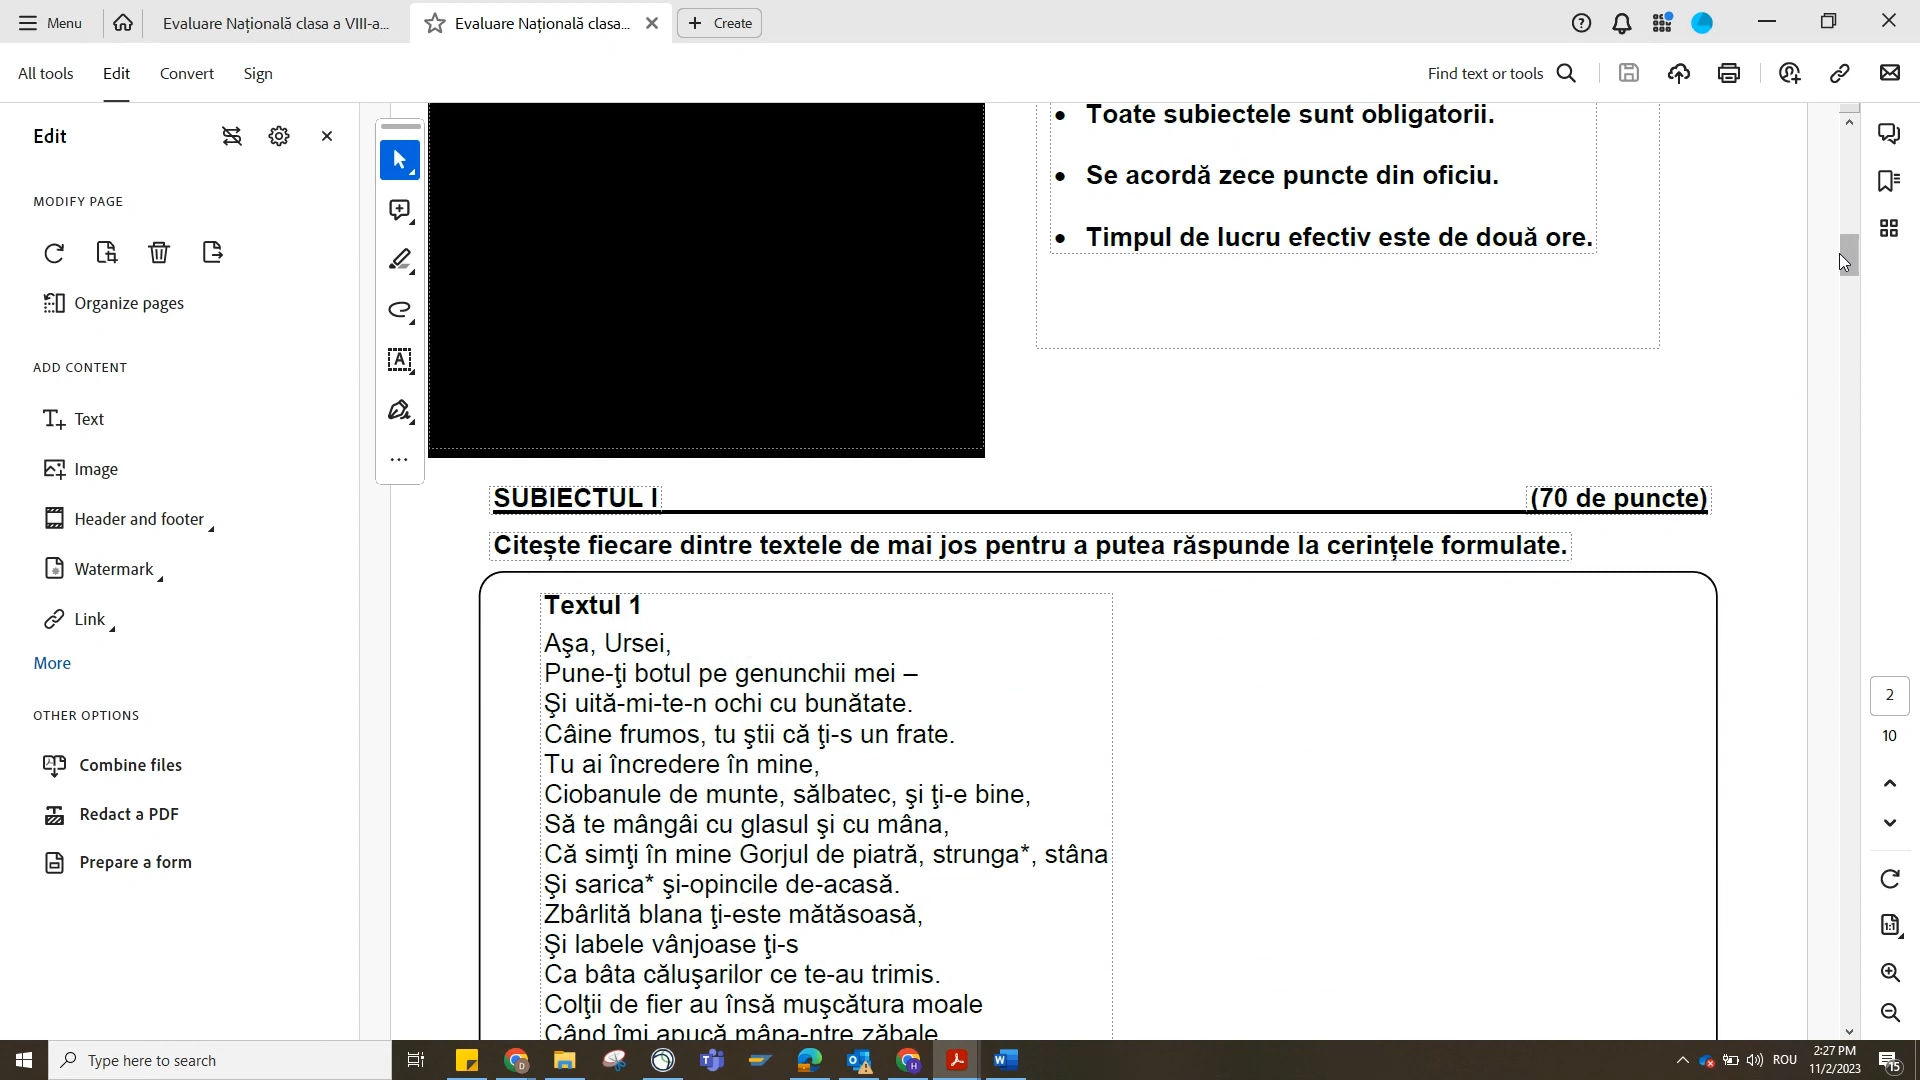 Menu
Evaluare Națională clasa a VIII-a...
Evaluare Națională clasa...
Create
All tools
Edit
Convert
Sign
Find text or tools
Edit
MODIFY PAGE
Organize pages
ADD CONTENT
Text
Image
Header and footer
Watermark
Link
More
OTHER OPTIONS
Combine files
Redact a PDF
Prepare a form
• Toate subiectele sunt obligatorii.
• Se acordă zece puncte din oficiu.
• Timpul de lucru efectiv este de două ore.
SUBIECTUL I (70 de puncte)
Citește fiecare dintre textele de mai jos pentru a putea răspunde la cerințele formulate.
Textul 1
Aşa, Ursei,
Pune-ţi botul pe genunchii mei –
Şi uită-mi-te-n ochi cu bunătate.
Câine frumos, tu ştii că ţi-s un frate.
Tu ai încredere în mine,
Ciobanule de munte, sălbatec, şi ţi-e bine,
Să te mângâi cu glasul şi cu mâna,
Că simţi în mine Gorjul de piatră, strunga*, stâna
Şi sarica* şi-opincile de-acasă.
Zbârlită blana ţi-este mătăsoasă,
Şi labele vânjoase ţi-s
Ca bâta căluşarilor ce te-au trimis.
Colţii de fier au însă muşcătura moale
Când îmi apucă mâna-ntre zăbale
2
10
Type here to search
ROU
2:27 PM
11/2/2023
15